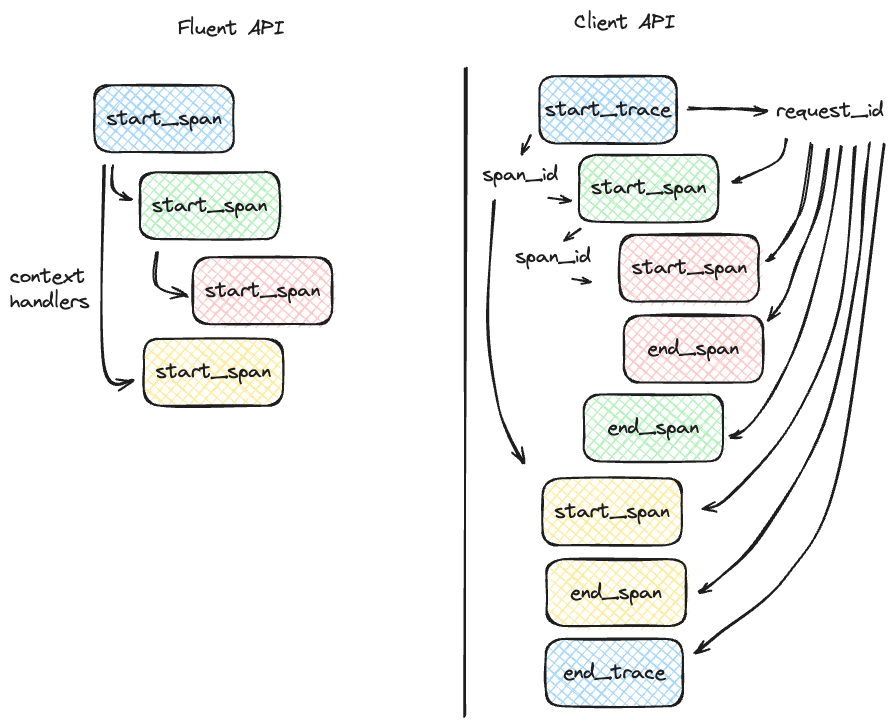 Fluent API
start_span
start_span
start_span
context
handlers
start_span
Client API
start_trace
request_id
span_id
start_span
span_id
start_span
end_span
end_span
start_span
end_span
end_trace